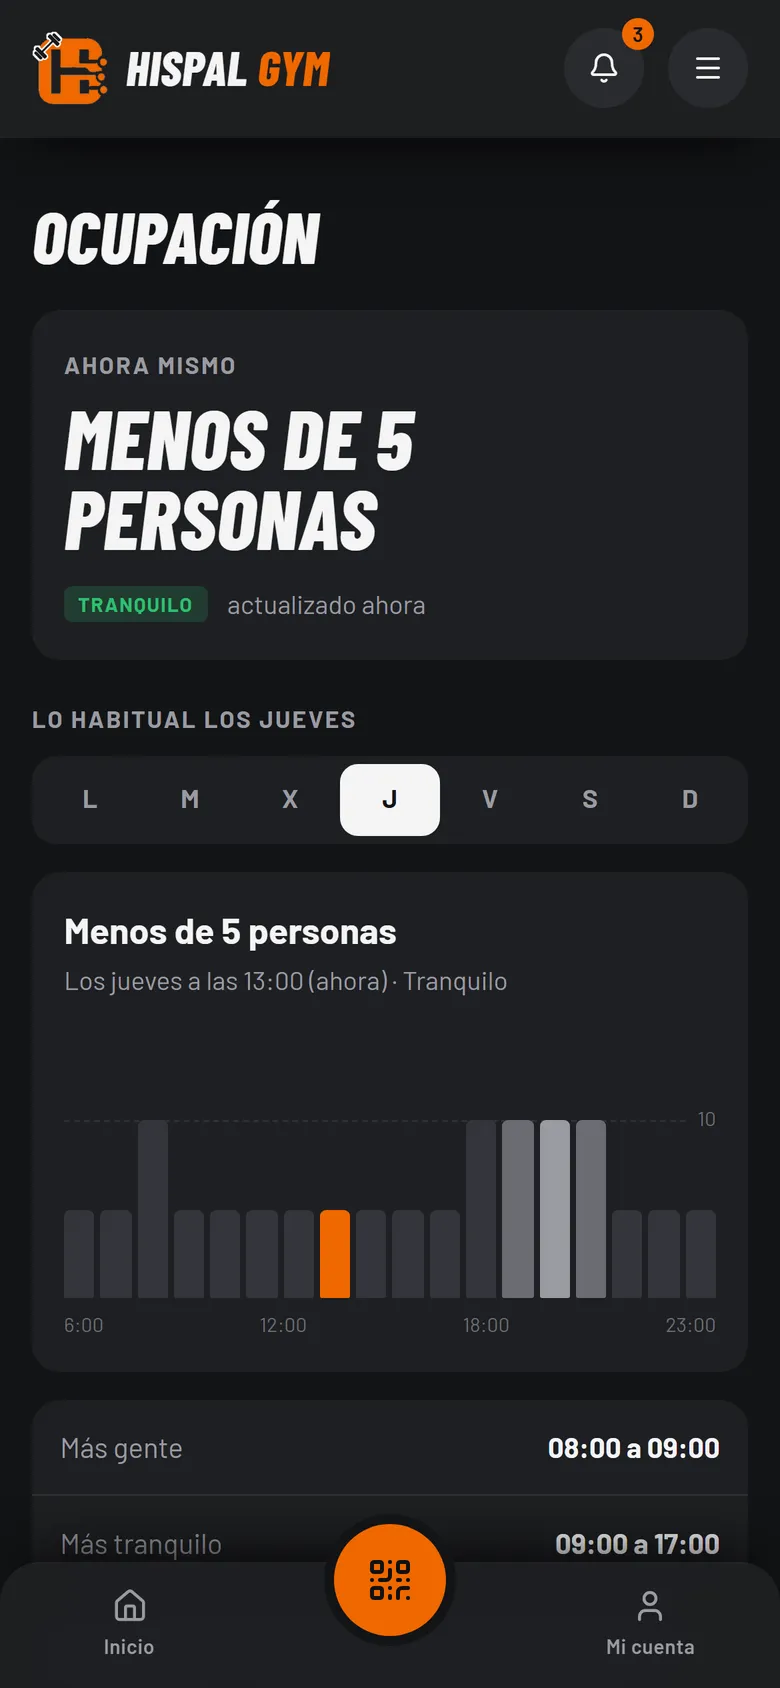 HISPAL GYM
3
OCUPACIÓN
AHORA MISMO
MENOS DE 5
PERSONAS
TRANQUILO actualizado ahora
LO HABITUAL LOS JUEVES
L M X J V S D
Menos de 5 personas
Los jueves a las 13:00 (ahora) · Tranquilo
10
6:00 12:00 18:00 23:00
Más gente 08:00 a 09:00
Más tranquilo 09:00 a 17:00
Inicio Mi cuenta